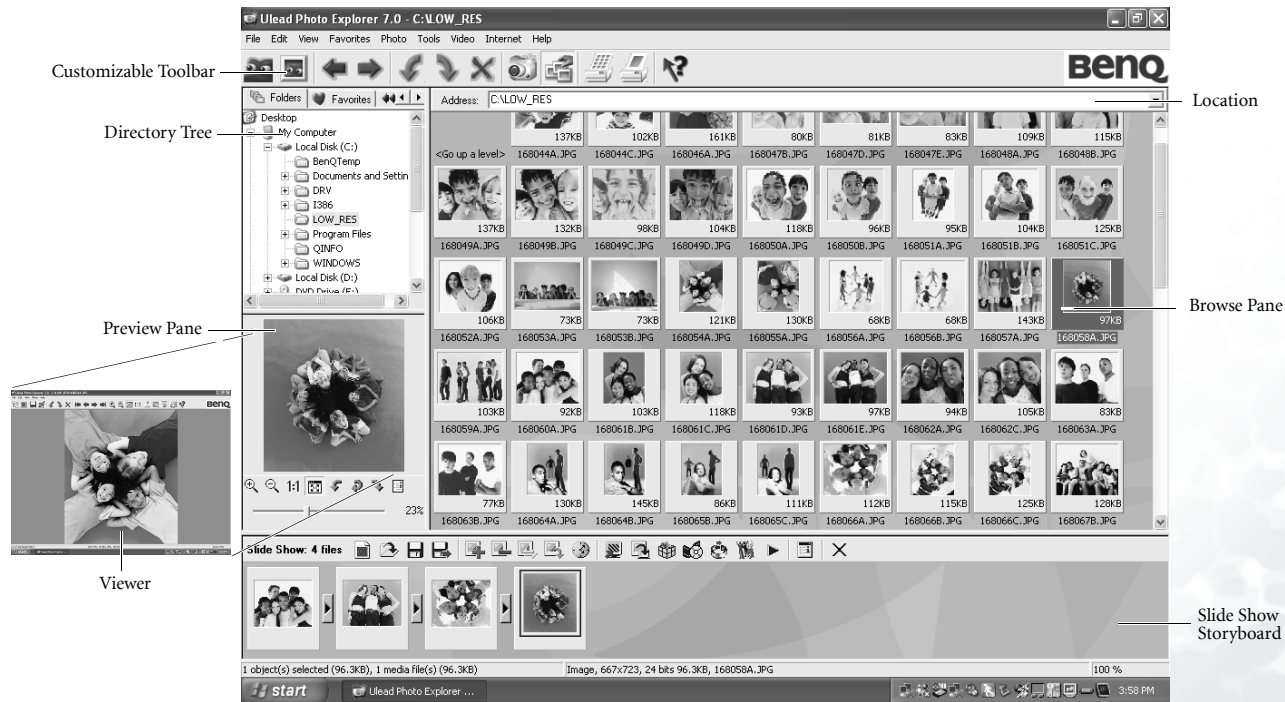 Ulead Photo Explorer 7.0 - C:\LOW_RES
File Edit View Favorites Photo Tools Video Internet Help
Customizable Toolbar
BenQ
Folders Favorites
Address: C:\LOW_RES
Location
Directory Tree
Desktop
My Computer
Local Disk (C:)
BenQTemp
Documents and Settin
DRV
I386
LOW_RES
Program Files
QINFO
WINDOWS
Local Disk (D:)
DVD Drive (E:)
137KB 102KB 161KB 80KB 81KB 83KB 109KB 115KB
<Go up a level> 168044A.JPG 168044C.JPG 168046A.JPG 168047B.JPG 168047D.JPG 168047E.JPG 168048A.JPG 168048B.JPG
137KB 132KB 98KB 104KB 118KB 96KB 95KB 104KB 125KB
168049A.JPG 168049B.JPG 168049C.JPG 168049D.JPG 168050A.JPG 168050B.JPG 168051A.JPG 168051B.JPG 168051C.JPG
106KB 73KB 73KB 121KB 130KB 68KB 68KB 143KB 97KB
168052A.JPG 168053A.JPG 168053B.JPG 168054A.JPG 168055A.JPG 168056A.JPG 168056B.JPG 168057A.JPG 168058A.JPG
Browse Pane
103KB 92KB 103KB 118KB 93KB 97KB 94KB 105KB 83KB
168059A.JPG 168060A.JPG 168061B.JPG 168061C.JPG 168061D.JPG 168061E.JPG 168062A.JPG 168062C.JPG 168063A.JPG
77KB 130KB 145KB 86KB 111KB 112KB 115KB 125KB 128KB
168063B.JPG 168064A.JPG 168064B.JPG 168065B.JPG 168065C.JPG 168066A.JPG 168066B.JPG 168066C.JPG 168067B.JPG
Preview Pane
BenQ
1:1
23%
Viewer
Slide Show: 4 files
Slide Show
Storyboard
1 object(s) selected (96.3KB), 1 media file(s) (96.3KB) Image, 667x723, 24 bits 96.3KB, 168058A.JPG 100 %
start Ulead Photo Explorer ... 3:58 PM